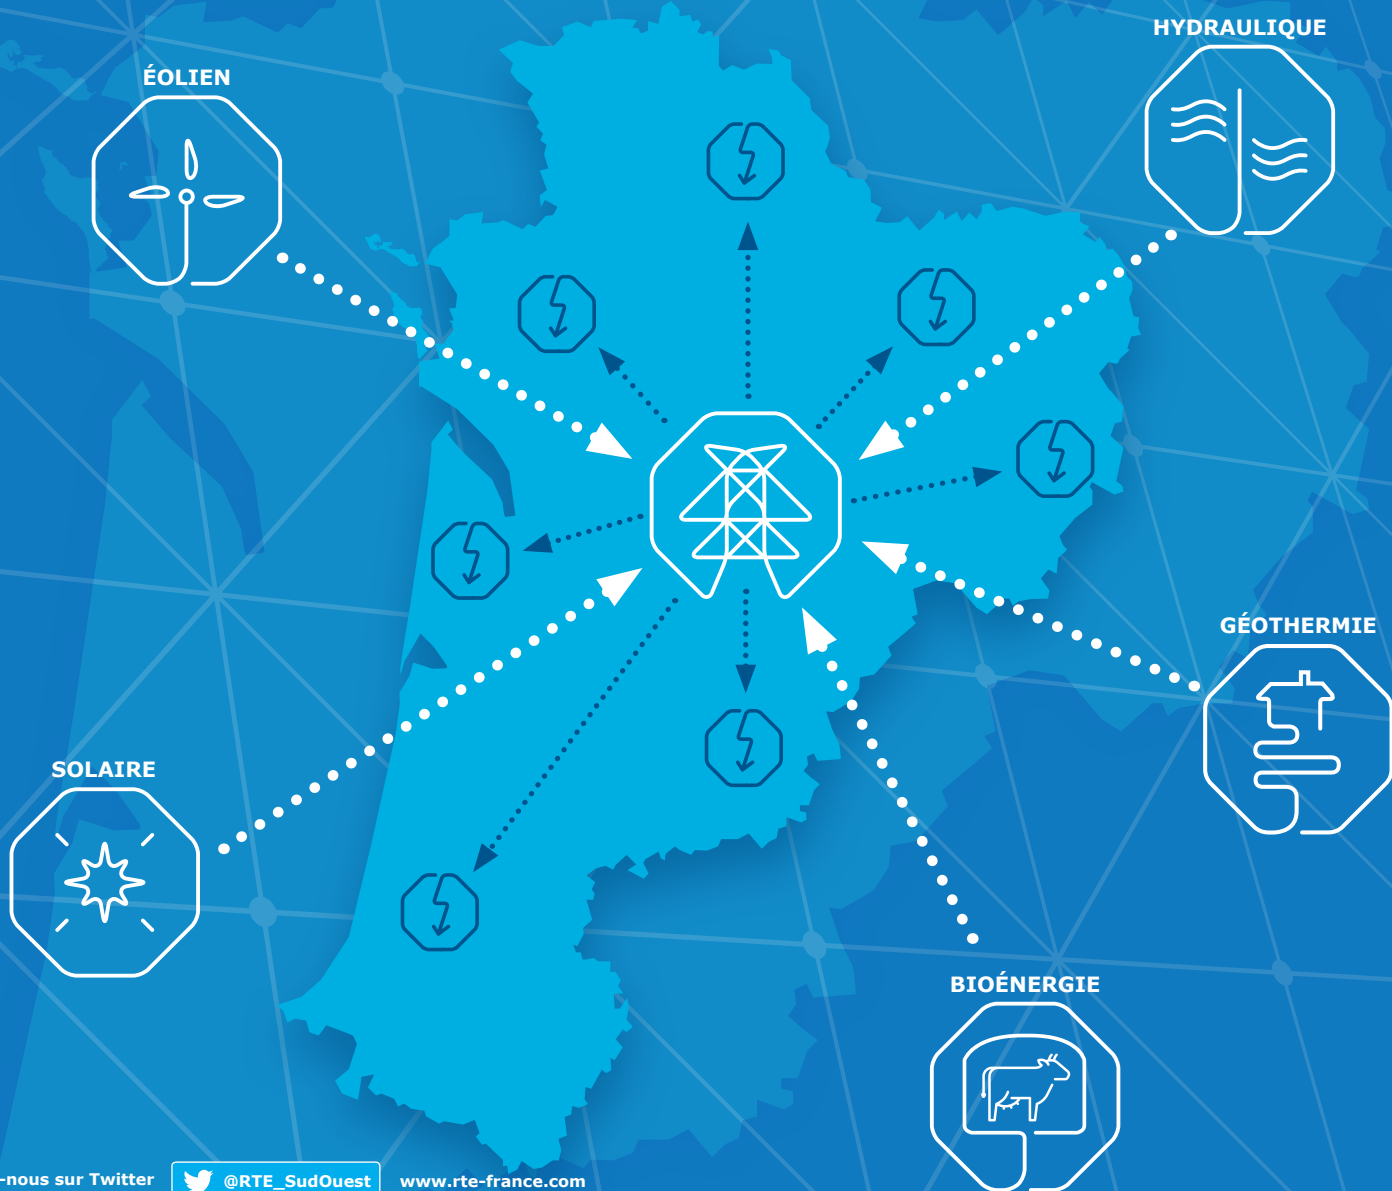 HYDRAULIQUE
ÉOLIEN
GÉOTHERMIE
SOLAIRE
BIOÉNERGIE
-nous sur Twitter @RTE_SudOuest www.rte-france.com